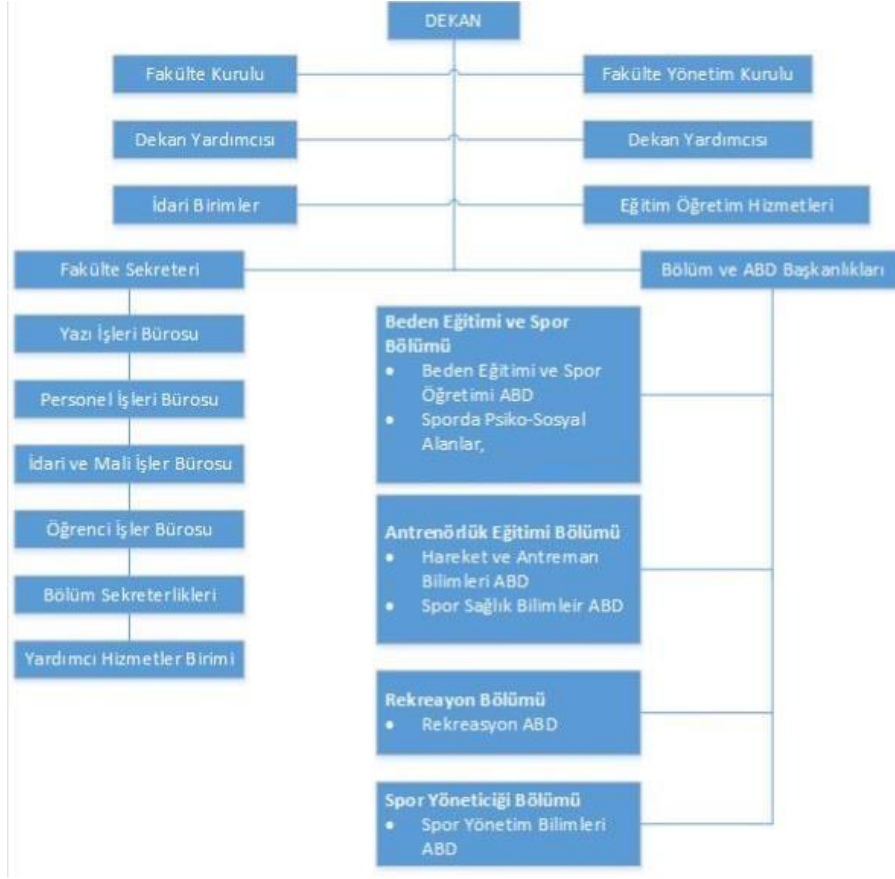 DEKAN
Fakülte Kurulu
Fakülte Yönetim Kurulu
Dekan Yardımcısı
Dekan Yardımcısı
İdari Birimler
Eğitim Öğretim Hizmetleri
Fakülte Sekreteri
Bölüm ve ABD Başkanlıkları
Yazı İşleri Bürosu
Personel İşleri Bürosu
İdari ve Mali İşler Bürosu
Öğrenci İşler Bürosu
Bölüm Sekreterlikleri
Yardımcı Hizmetler Birimi
Beden Eğitimi ve Spor
Bölümü
• Beden Eğitimi ve Spor
Öğretimi ABD
• Sporda Psiko-Sosyal
Alanlar,
Antrenörlük Eğitimi Bölümü
• Hareket ve Antreman
Bilimleri ABD
• Spor Sağlık Bilimleir ABD
Rekreayon Bölümü
• Rekreasyon ABD
Spor Yöneticiği Bölümü
• Spor Yönetim Bilimleri
ABD